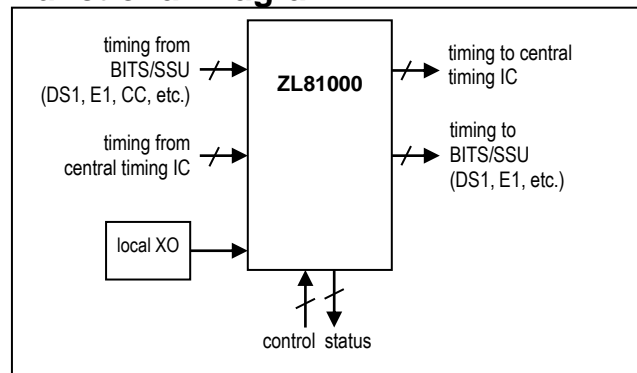 timing from
BITS/SSU
(DS1, E1, CC, etc.)
timing from
central timing IC
local XO
ZL81000
timing to central
timing IC
timing to
BITS/SSU
(DS1, E1, etc.)
control status